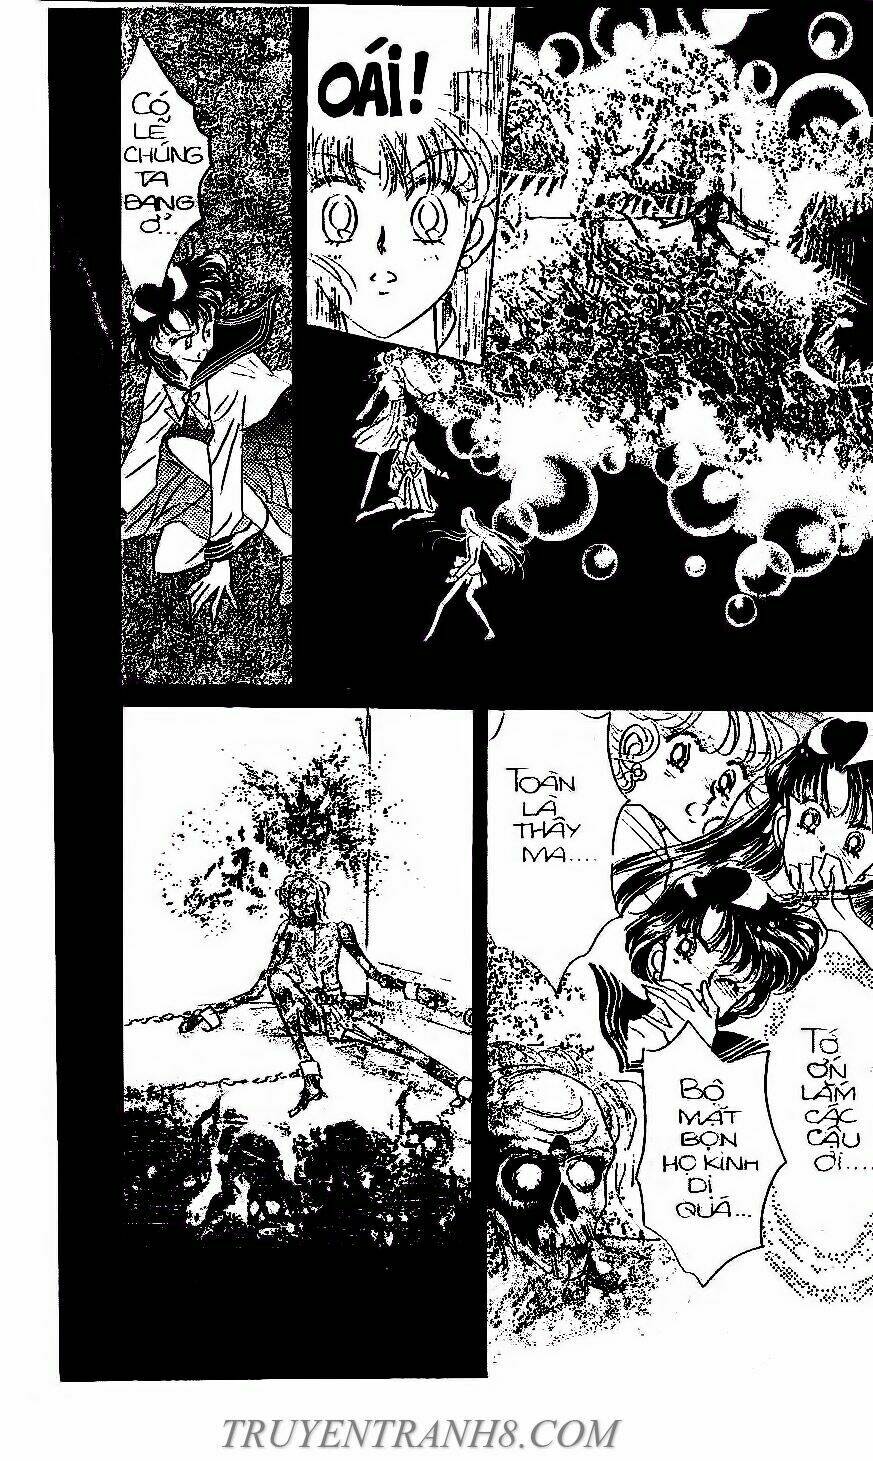 CÓ
LẼ
CHÚNG
TA
ĐANG
Ở...
OÁI!
TOÀN
LÀ
THÂY
MA....
TỚ
ỚN
LẮM
CÁC
CẬU
ƠI....
BỘ
MẶT
BỌN
HỌ KINH
DỊ
QUÁ...
TRUYENTRANH8.COM